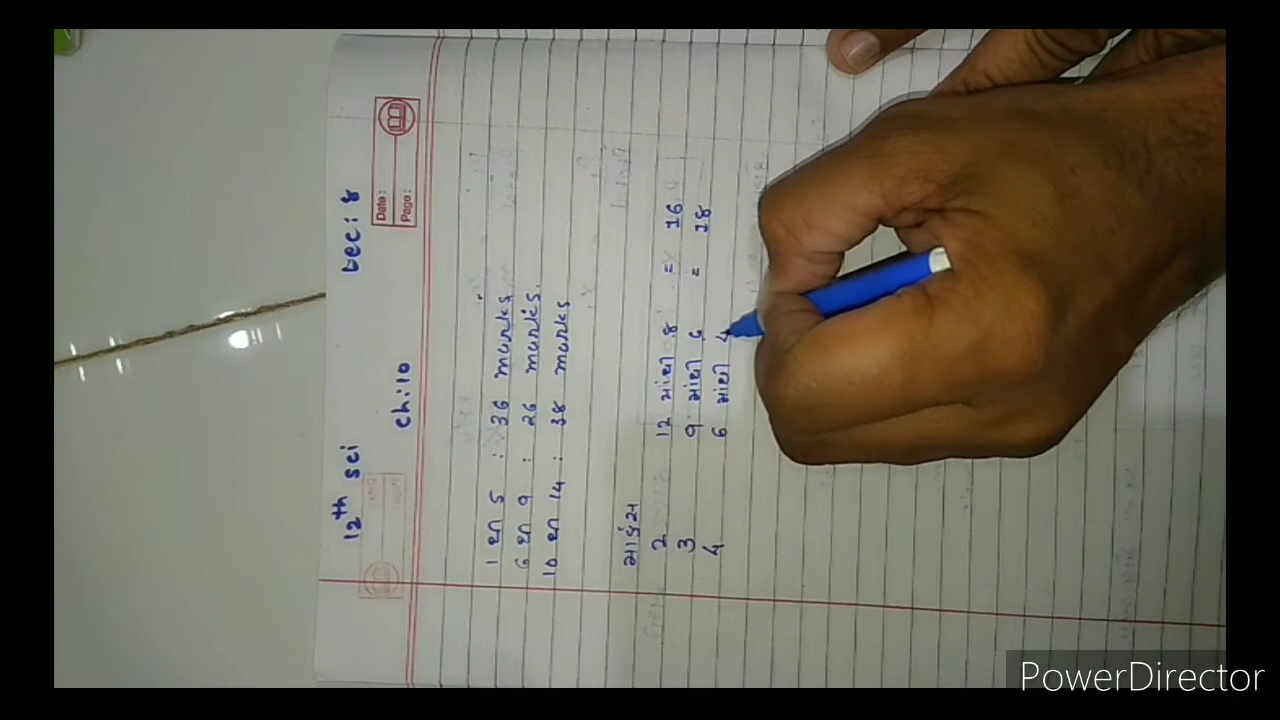 12th sci Lec: 8
ch:10
Date:
Page:
1 થી 5 : 36 marks
6 થી 9 : 26 marks
10 થી 14 : 38 marks
માર્ક્સ
2 12 માંથી 8 = 16
3 9 માંથી 6 = 18
4 6 માંથી 4
PowerDirector